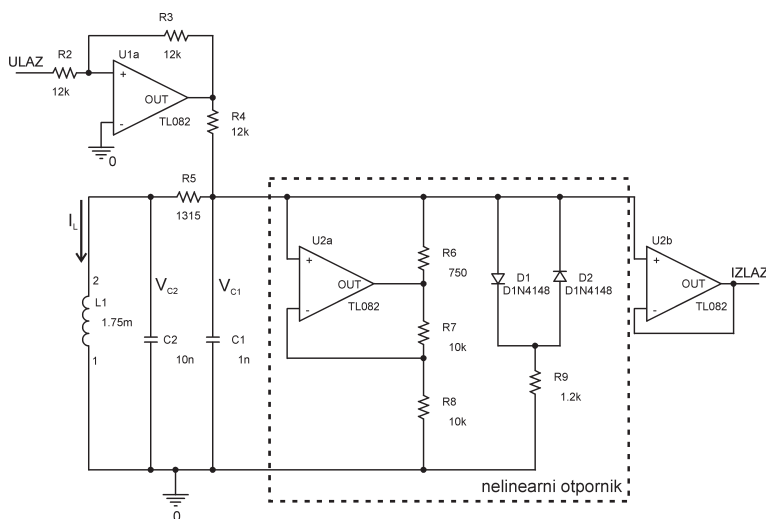 R3
12k
ULAZ
R2
12k
U1a
+
-
OUT
TL082
0
R4
12k
R5
1315
I_L
V_C2
V_C1
2
L1
1.75m
1
C2
10n
C1
1n
0
U2a
+
-
OUT
TL082
R6
750
R7
10k
R8
10k
D1
D1N4148
D2
D1N4148
R9
1.2k
nelinearni otpornik
U2b
+
-
OUT
TL082
IZLAZ